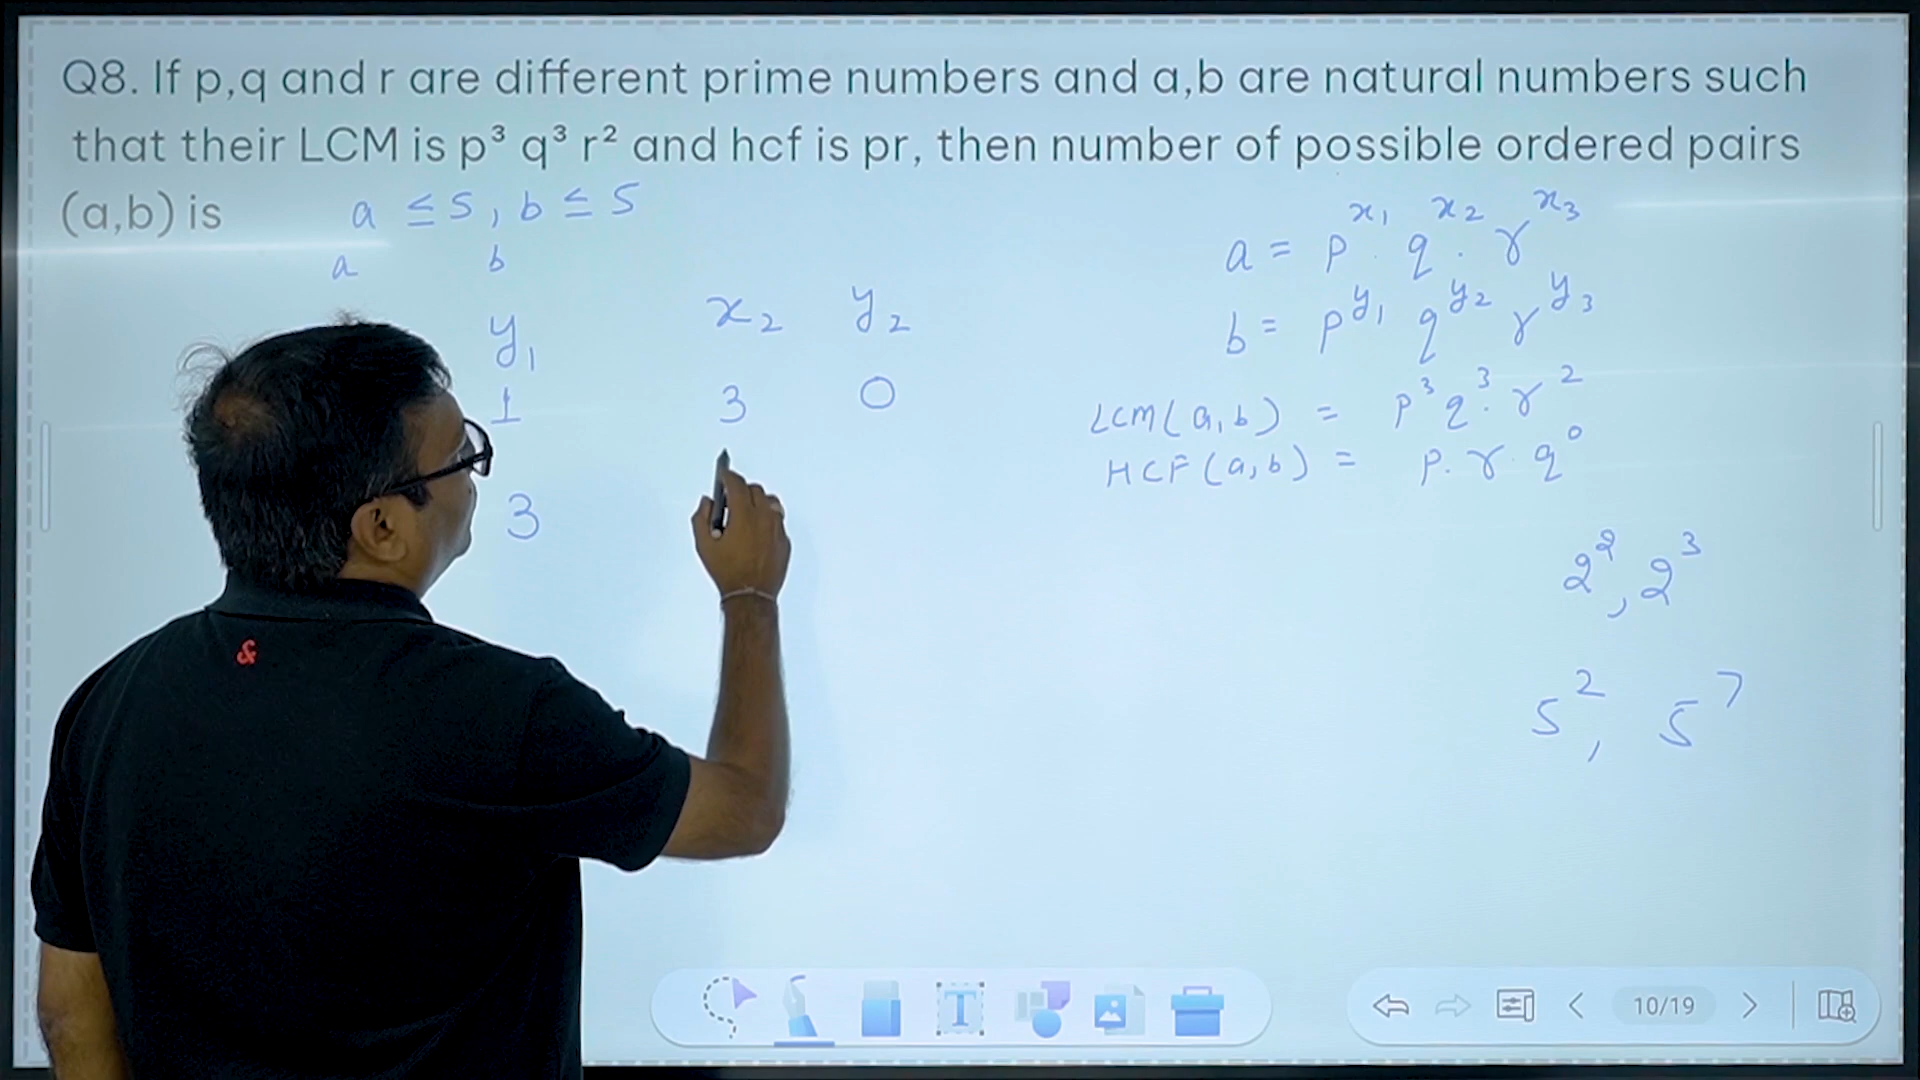 Q8. If p,q and r are different prime numbers and a,b are natural numbers such
that their LCM is p³ q³ r² and hcf is pr, then number of possible ordered pairs
(a,b) is
a ≤ 5, b ≤ 5
a b
y₁ x₂ y₂
1 3 0
3
a = p^x₁ . q^x₂ . r^x₃
b = p^y₁ q^y₂ r^y₃
LCM(a,b) = p³ q³ . r²
HCF(a,b) = p. r. q⁰
2², 2³
5², 5⁷
T
10/19